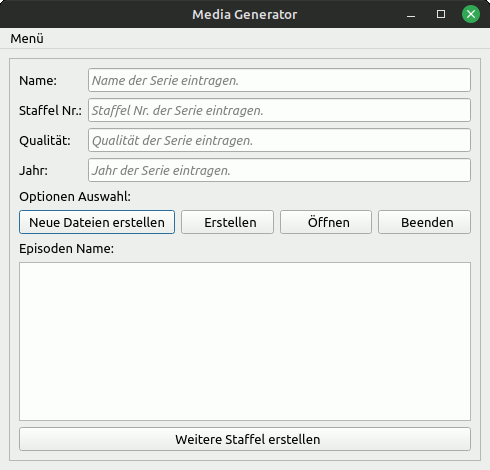 Media Generator
Menü
Name: Name der Serie eintragen.
Staffel Nr.: Staffel Nr. der Serie eintragen.
Qualität: Qualität der Serie eintragen.
Jahr: Jahr der Serie eintragen.
Optionen Auswahl:
Neue Dateien erstellen Erstellen Öffnen Beenden
Episoden Name:
Weitere Staffel erstellen